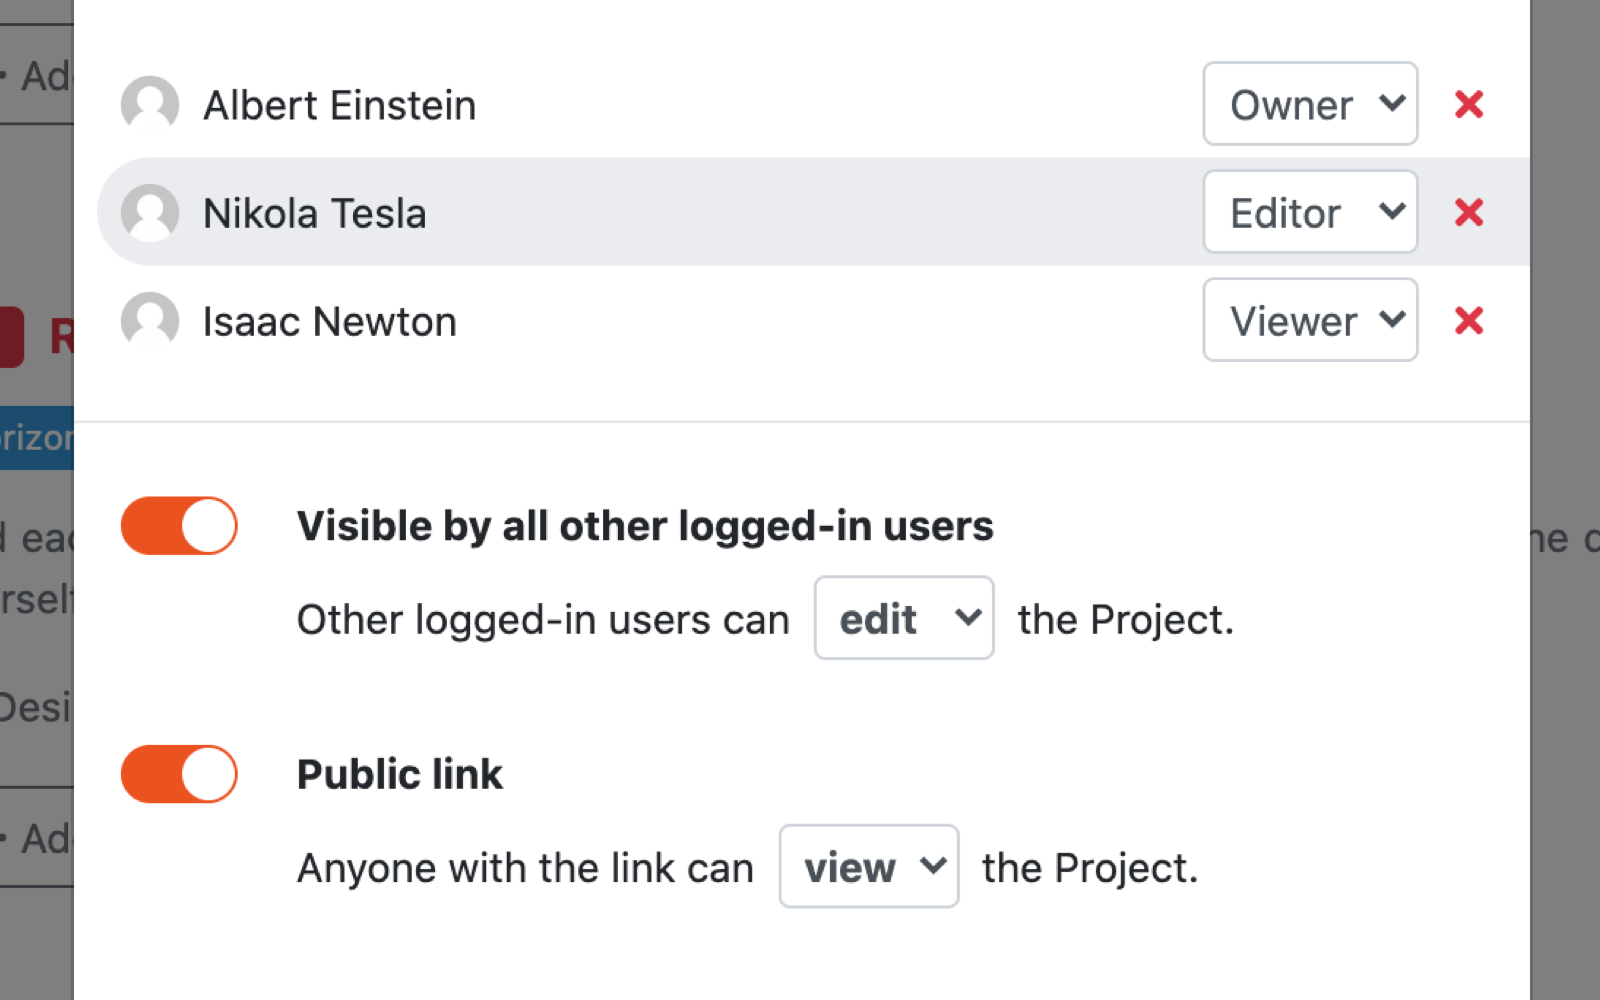 Albert Einstein Owner
Nikola Tesla Editor
Isaac Newton Viewer
Visible by all other logged-in users
Other logged-in users can edit the Project.
Public link
Anyone with the link can view the Project.